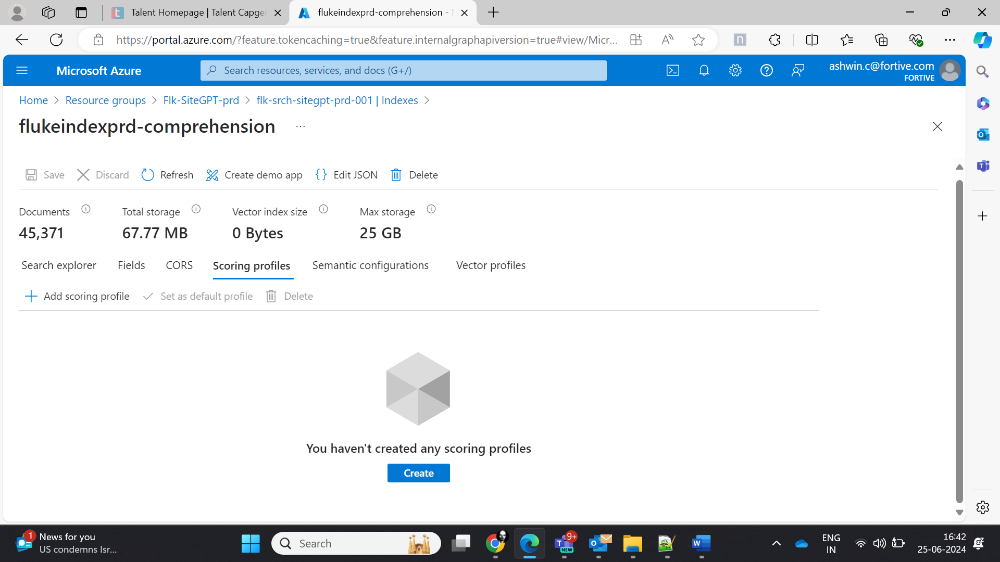 Talent Homepage | Talent Capger
flukeindexprd-comprehension -
https://portal.azure.com/?feature.tokencaching=true&feature.internalgraphapiversion=true#view/Micr...
Microsoft Azure
Search resources, services, and docs (G+/)
ashwin.c@fortive.com
FORTIVE
Home > Resource groups > Flk-SiteGPT-prd > flk-srch-sitegpt-prd-001 | Indexes >
flukeindexprd-comprehension ...
Save Discard Refresh Create demo app {} Edit JSON Delete
Documents Total storage Vector index size Max storage
45,371 67.77 MB 0 Bytes 25 GB
Search explorer Fields CORS Scoring profiles Semantic configurations Vector profiles
Add scoring profile Set as default profile Delete
You haven't created any scoring profiles
Create
1
News for you
US condemns Isr...
Search
9+
NEW
ENG
IN
16:42
25-06-2024